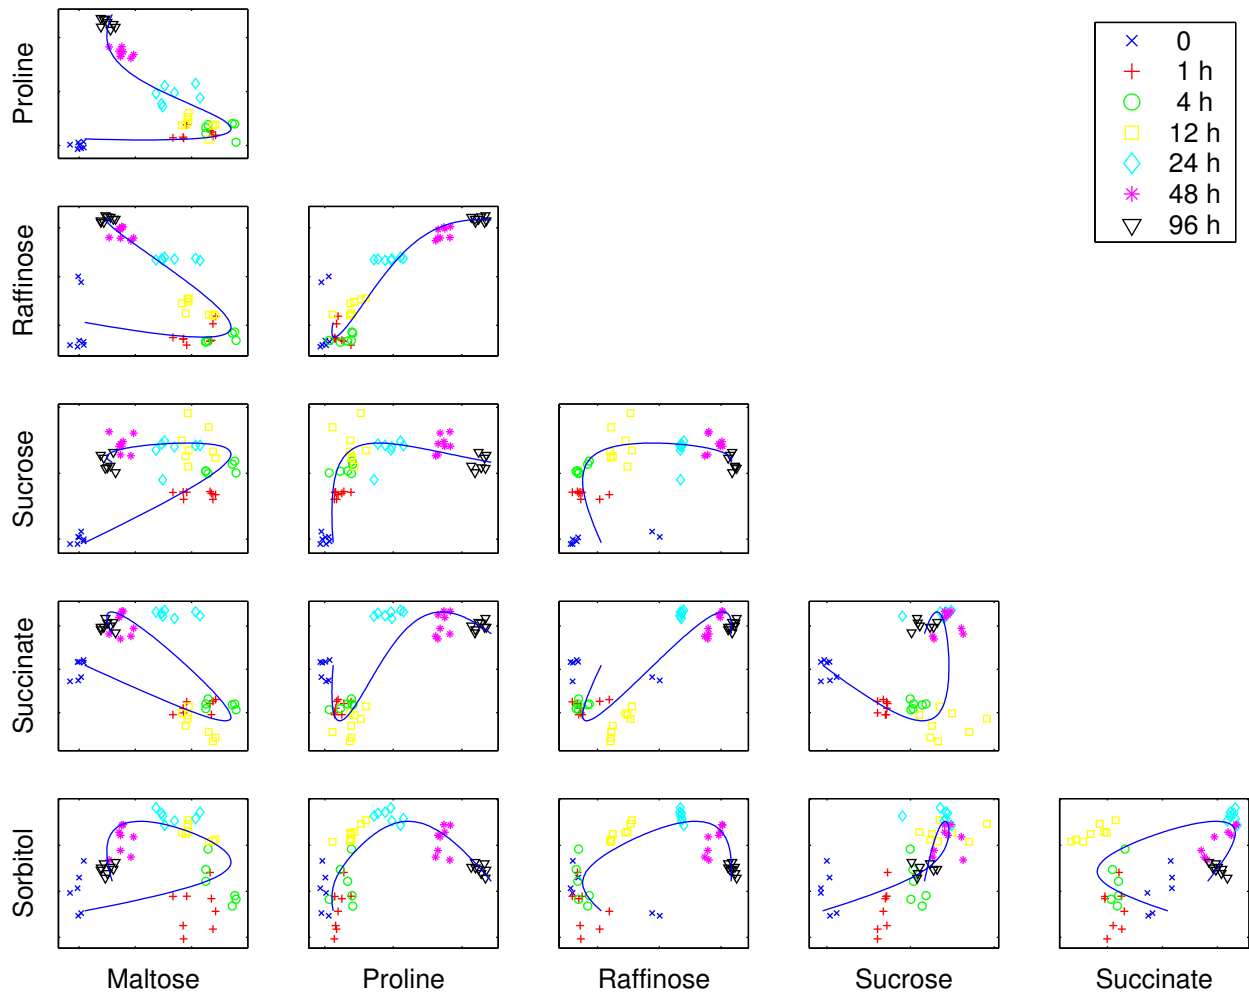 Proline
0
1 h
4 h
12 h
24 h
48 h
96 h
Raffinose
Sucrose
Succinate
Sorbitol
Maltose
Proline
Raffinose
Sucrose
Succinate